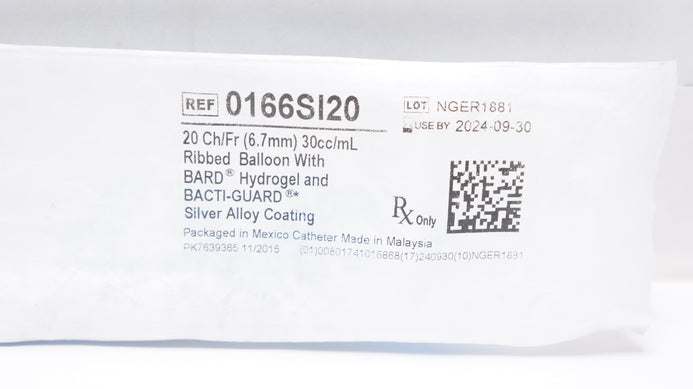 REF 0166SI20
LOT NGER1881
USE BY 2024-09-30
20 Ch/Fr (6.7mm) 30cc/mL
Ribbed Balloon With
BARD® Hydrogel and
BACTI-GUARD®*
Silver Alloy Coating
Rx Only
Packaged in Mexico Catheter Made in Malaysia
PK7639365 11/2015 (01)00801741016868(17)240930(10)NGER1881